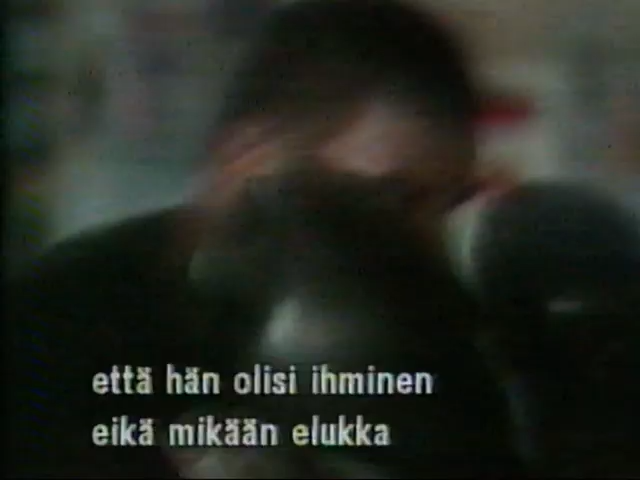 että hän olisi ihminen
eikä mikään elukka